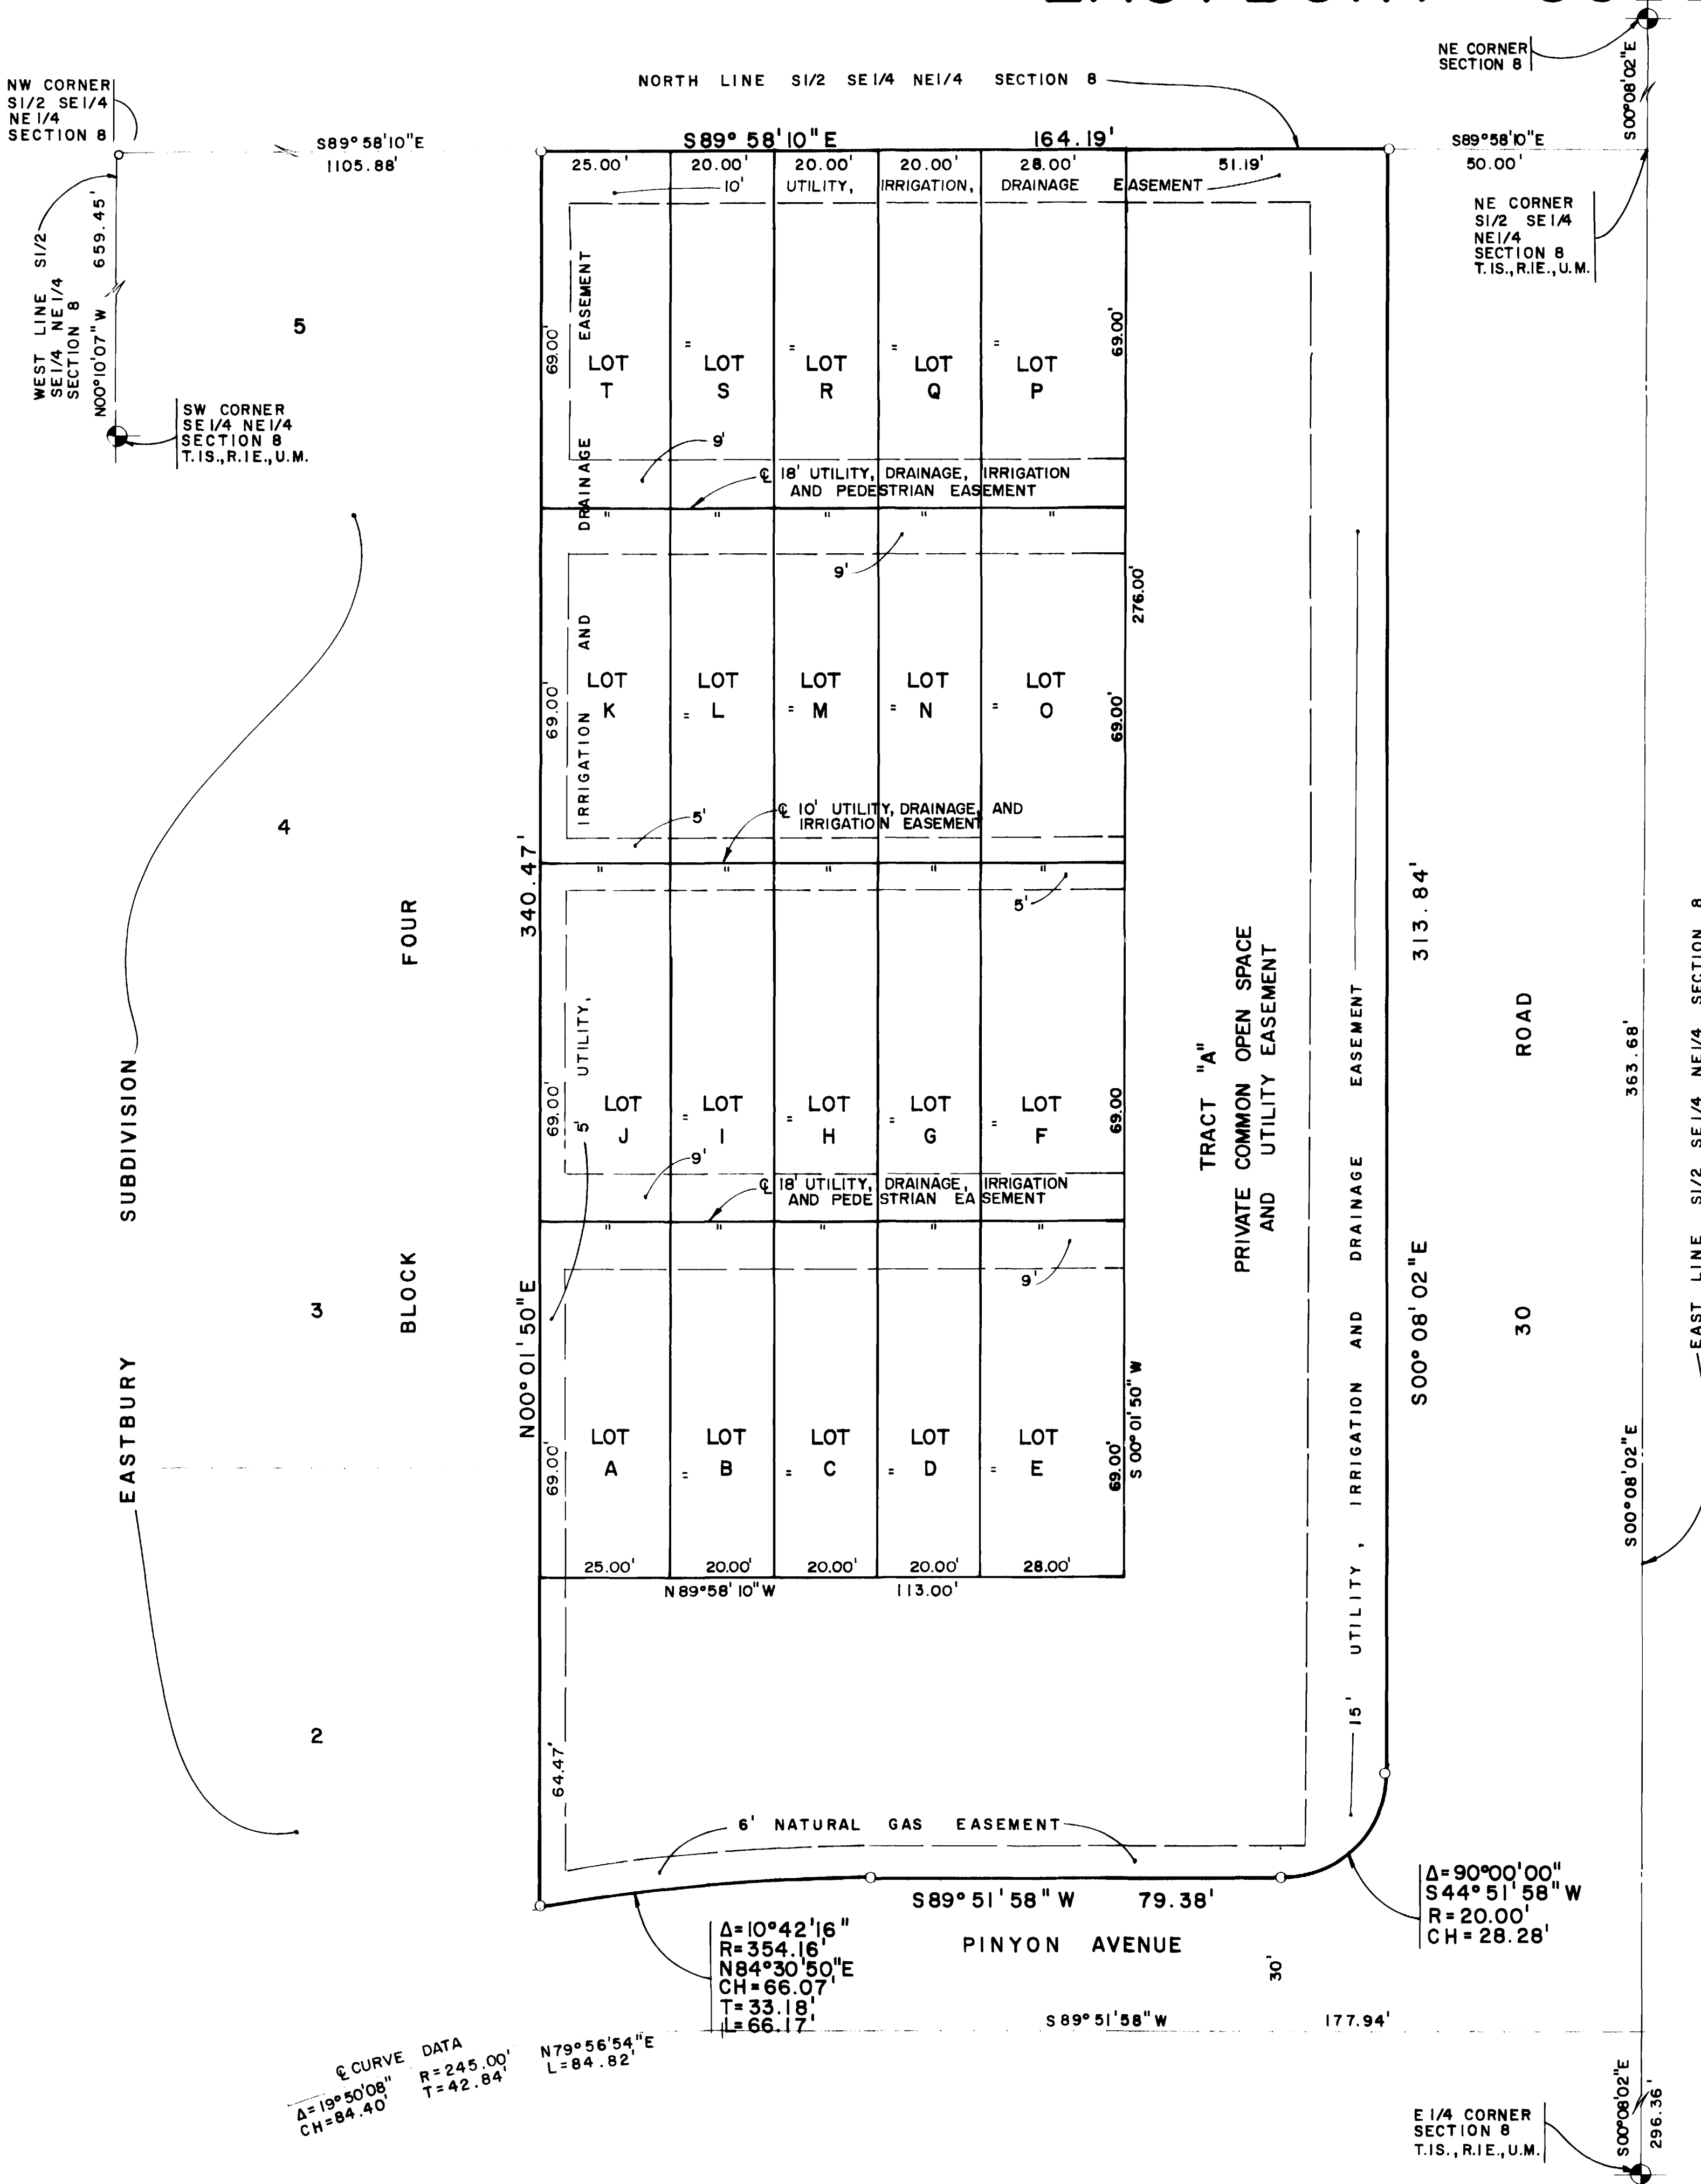 NE CORNER
SECTION 8
S00°08'02"E
NORTH LINE S1/2 SE1/4 NE1/4 SECTION 8
NW CORNER
S1/2 SE1/4
NE1/4
SECTION 8
S89°58'10"E
1105.88'
S89°58'10"E 164.19'
S89°58'10"E
50.00'
25.00' 20.00' 20.00' 20.00' 28.00' 51.19'
10' UTILITY, IRRIGATION, DRAINAGE EASEMENT
NE CORNER
S1/2 SE1/4
NE1/4
SECTION 8
T.1S.,R.1E.,U.M.
WEST LINE S1/2
SE1/4 NE1/4
SECTION 8
N00°10'07"W 659.45'
SW CORNER
SE1/4 NE1/4
SECTION 8
T.1S.,R.1E.,U.M.
5
4
3
2
EASTBURY SUBDIVISION
BLOCK FOUR
N00°01'50"E 340.47'
5' UTILITY, IRRIGATION AND DRAINAGE EASEMENT
69.00'
LOT
T
= LOT
S
= LOT
R
= LOT
Q
= LOT
P
69.00'
9'
℄ 18' UTILITY, DRAINAGE, IRRIGATION
AND PEDESTRIAN EASEMENT
" " " " "
9'
276.00'
69.00'
LOT
K
LOT
= L
LOT
= M
LOT
= N
LOT
= O
69.00'
℄ 10' UTILITY, DRAINAGE, AND
IRRIGATION EASEMENT
5'
" " " " "
5'
69.00'
LOT
J
= LOT
I
= LOT
H
= LOT
G
= LOT
F
69.00
9'
℄ 18' UTILITY, DRAINAGE, IRRIGATION
AND PEDESTRIAN EASEMENT
" " " " "
9'
69.00'
LOT
A
LOT
= B
LOT
= C
LOT
= D
LOT
= E
69.00'
S00°01'50"W
25.00' 20.00' 20.00' 20.00' 28.00'
N89°58'10"W 113.00'
64.47'
TRACT "A"
PRIVATE COMMON OPEN SPACE
AND UTILITY EASEMENT
15' UTILITY, IRRIGATION AND DRAINAGE EASEMENT
S00°08'02"E 313.84'
30 ROAD
363.68'
S00°08'02"E
EAST LINE S1/2 SE1/4 NE1/4 SECTION 8
6' NATURAL GAS EASEMENT
S89°51'58"W 79.38'
PINYON AVENUE
30'
Δ=90°00'00"
S44°51'58"W
R=20.00'
CH=28.28'
Δ=10°42'16"
R=354.16'
N84°30'50"E
CH=66.07'
T=33.18'
L=66.17'
S89°51'58"W 177.94'
℄ CURVE DATA
Δ=19°50'08" R=245.00' N79°56'54"E
CH=84.40' T=42.84' L=84.82'
S00°08'02"E
296.36'
E1/4 CORNER
SECTION 8
T.1S.,R.1E.,U.M.